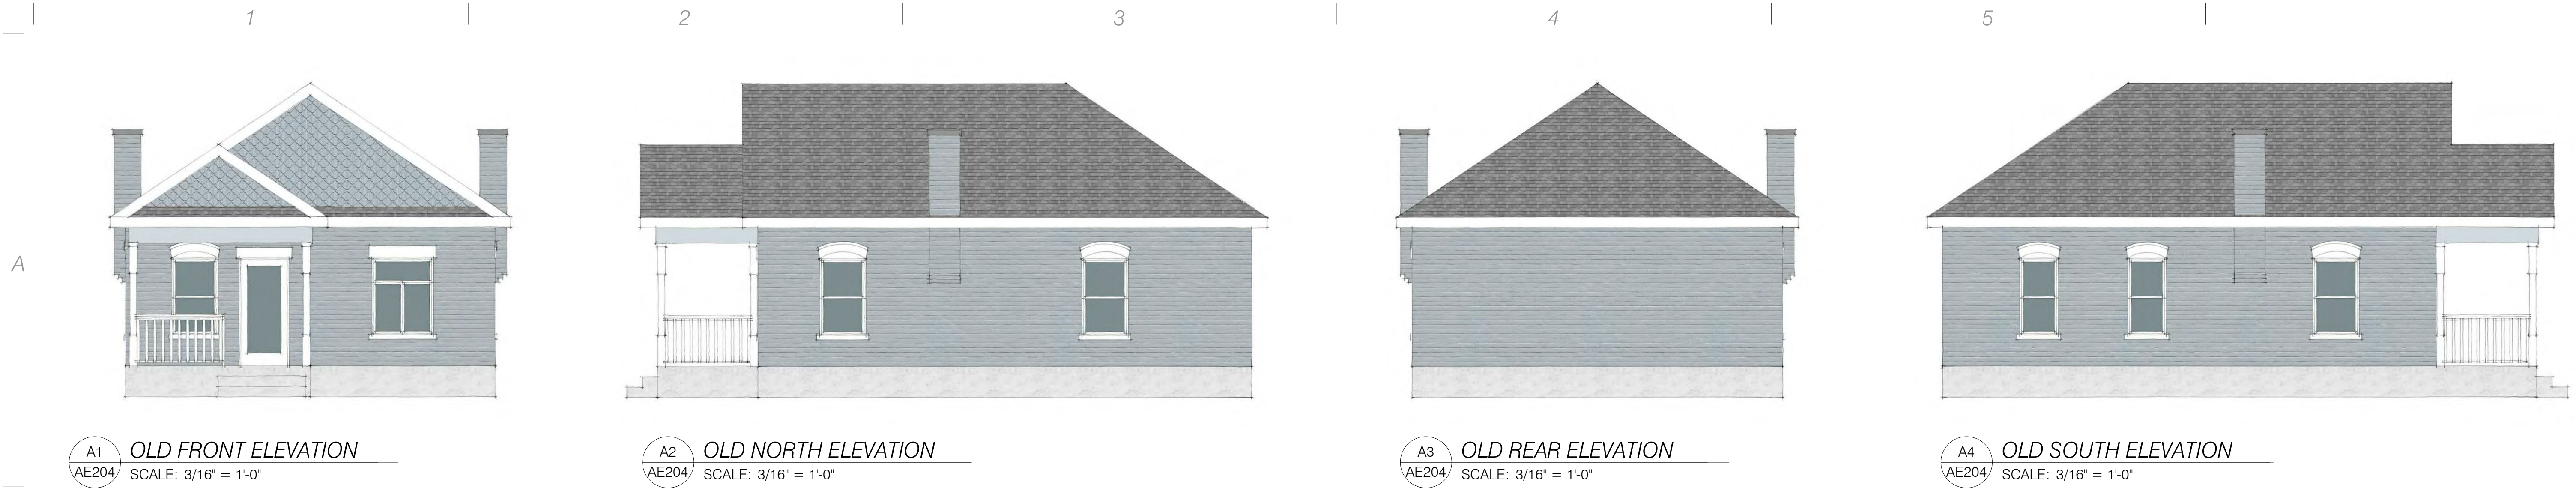 1 2 3 4 5
A
A1 OLD FRONT ELEVATION
AE204 SCALE: 3/16" = 1'-0"
A2 OLD NORTH ELEVATION
AE204 SCALE: 3/16" = 1'-0"
A3 OLD REAR ELEVATION
AE204 SCALE: 3/16" = 1'-0"
A4 OLD SOUTH ELEVATION
AE204 SCALE: 3/16" = 1'-0"